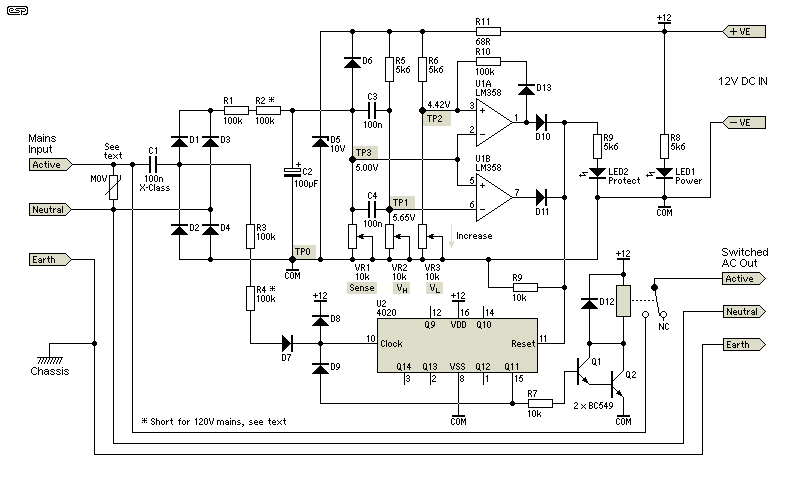 esp
R11
68R
+12
+ VE
D6
R5
5k6
R6
5k6
R10
100k
U1A
LM358
D13
12V DC IN
R1
100k
R2 *
100k
C3
100n
4.42V
TP2
3
+
1
D10
2
−
− VE
Mains
Input
See
text
C1
100n
X-Class
D1
D3
D5
10V
R9
5k6
R8
5k6
Active
TP3
5.00V
U1B
LM358
LED2
Protect
LED1
Power
MOV
+
C2
100µF
5
+
7
D11
6
−
C4
100n
TP1
5.65V
Neutral
COM
D2
D4
R3
100k
Increase
TP0
COM
Earth
VR1
10k
VR2
10k
VR3
10k
Sense
VH
VL
+12
Switched
AC Out
Active
R4 *
100k
R9
10k
D12
NC
+12
D8
U2
4020
+12
12
16
14
Q9
VDD
Q10
Neutral
10
Clock
Reset
11
D7
Earth
D9
Q14
Q13
VSS
Q12
Q11
3
2
8
1
15
Q1
Q2
Chassis
R7
10k
2 x BC549
COM
COM
* Short for 120V mains, see text